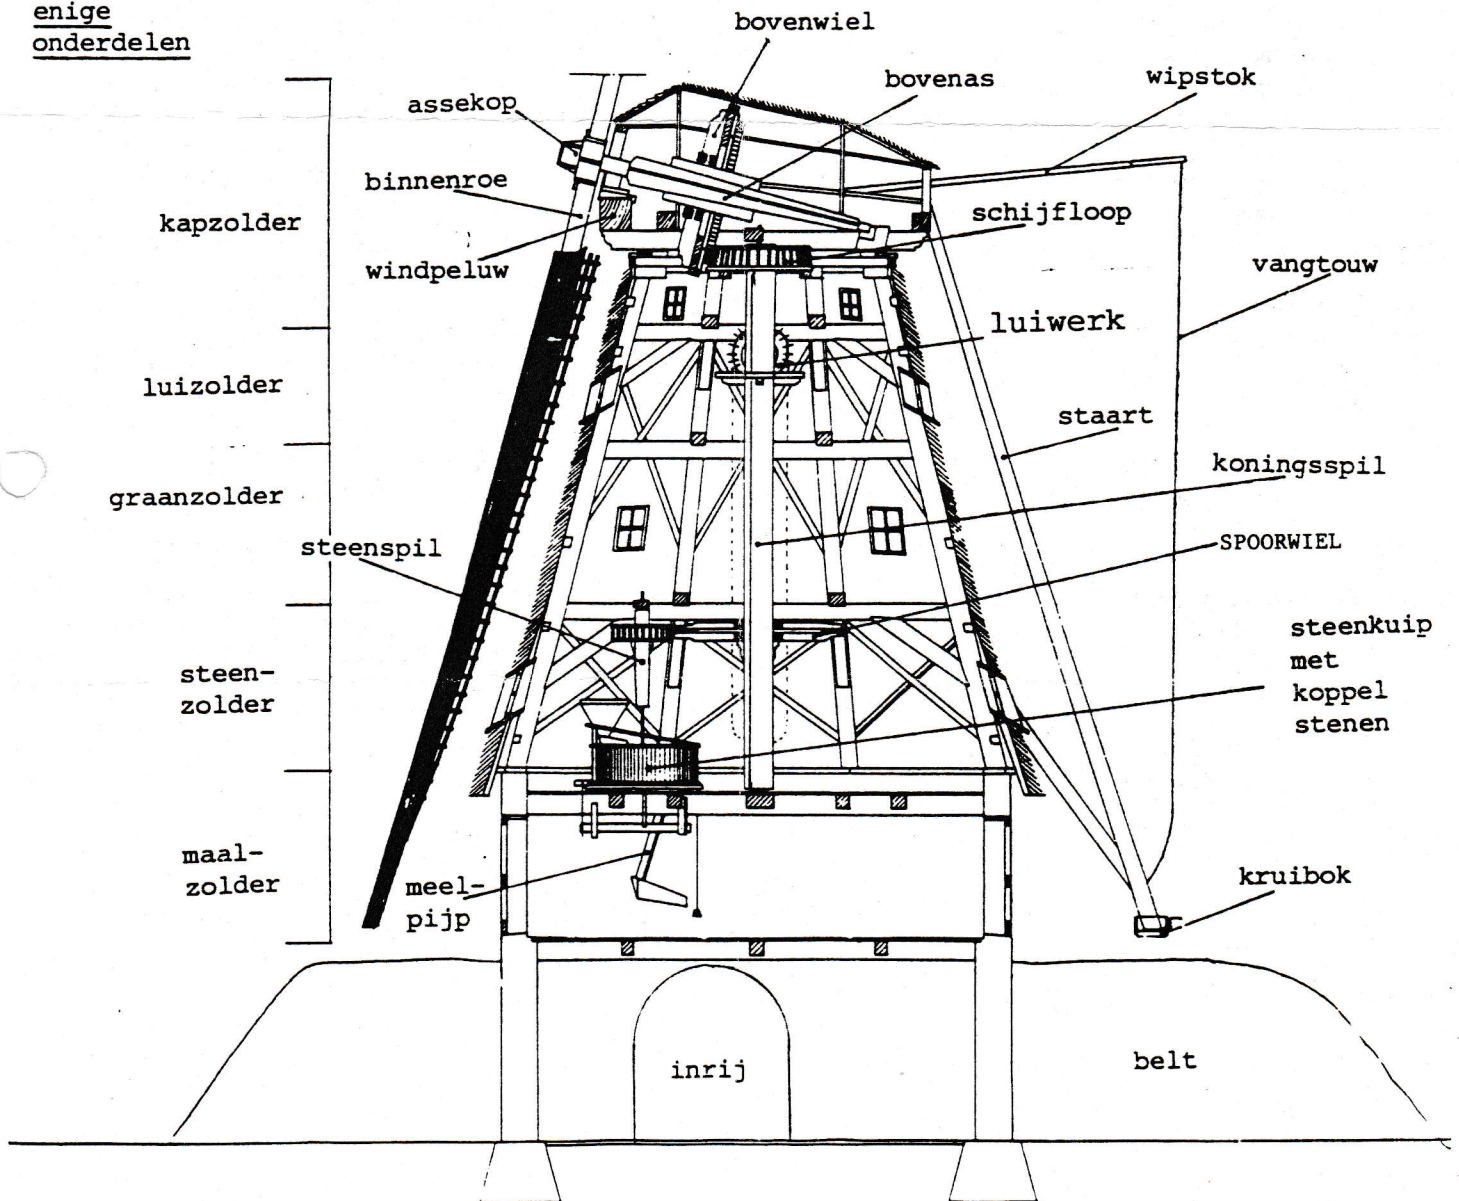 enige
onderdelen
bovenwiel
bovenas
wipstok
assekop
binnenroe
kapzolder
schijfloop
windpeluw
vangtouw
luiwerk
luizolder
staart
koningsspil
graanzolder
steenspil
SPOORWIEL
steenkuip
met
koppel
stenen
steen-
zolder
maal-
zolder
meel-
pijp
kruibok
inrij
belt